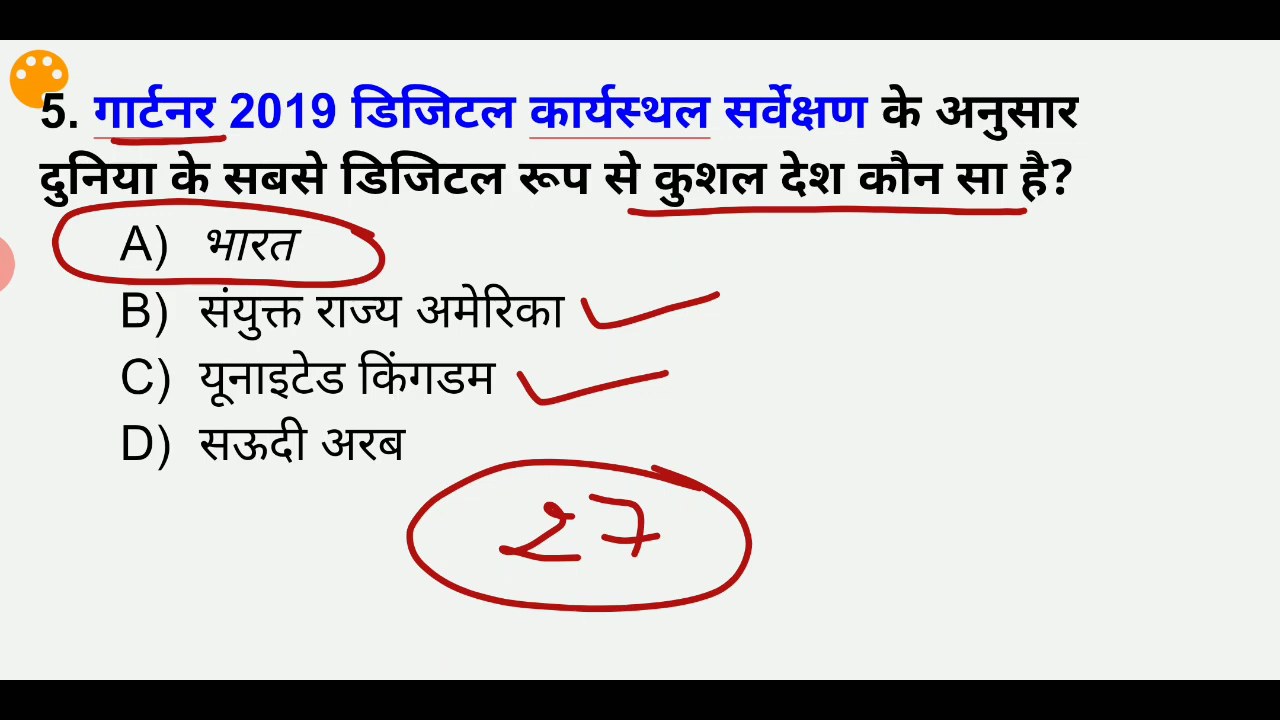 5. गार्टनर 2019 डिजिटल कार्यस्थल सर्वेक्षण के अनुसार
दुनिया के सबसे डिजिटल रूप से कुशल देश कौन सा है?
A) भारत
B) संयुक्त राज्य अमेरिका
C) यूनाइटेड किंगडम
D) सऊदी अरब
27